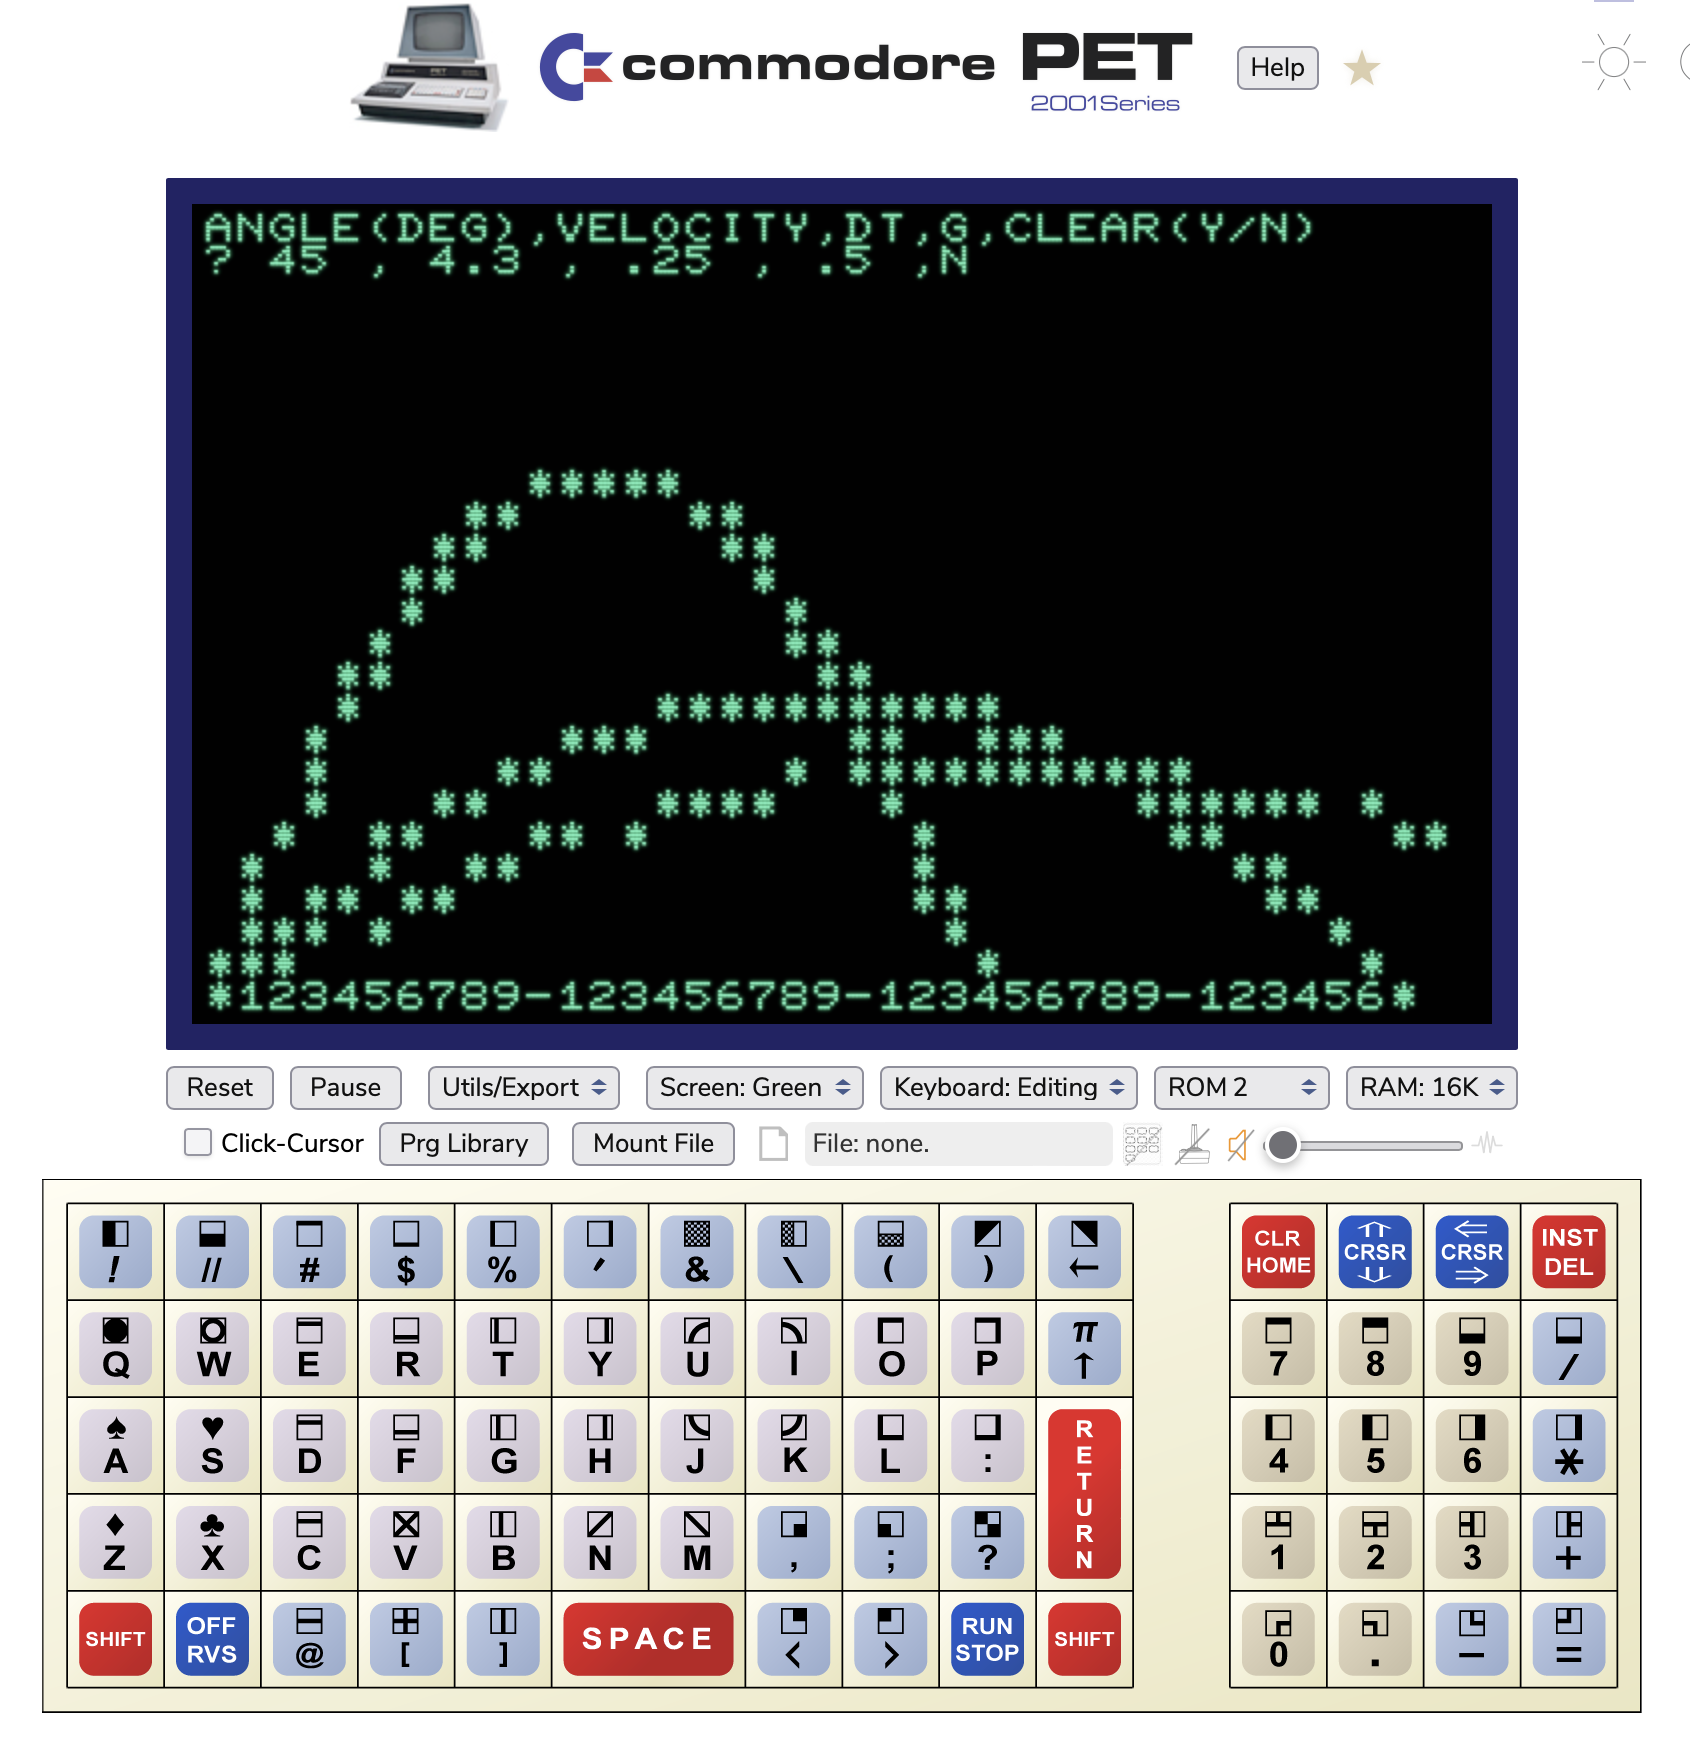 commodore PET Help
2001Series
ANGLE(DEG),VELOCITY,DT,G,CLEAR(Y/N)
? 45 , 4.3 , .25 , .5 ,N
*123456789-123456789-123456789-123456*
Reset Pause Utils/Export Screen: Green Keyboard: Editing ROM 2 RAM: 16K
Click-Cursor Prg Library Mount File File: none.
! // # $ % ′ & \ ( ) ← CLR HOME CRSR CRSR INST DEL
Q W E R T Y U I O P π ↑ 7 8 9 /
A S D F G H J K L : RETURN 4 5 6 *
Z X C V B N M , ; ? 1 2 3 +
SHIFT OFF RVS @ [ ] SPACE < > RUN STOP SHIFT 0 . − =